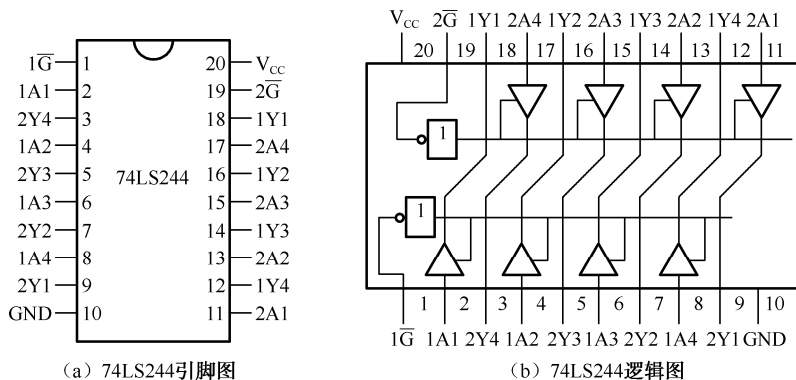 1G̅ 1 20 VCC
1A1 2 19 2G̅
2Y4 3 18 1Y1
1A2 4 17 2A4
2Y3 5 16 1Y2
74LS244
1A3 6 15 2A3
2Y2 7 14 1Y3
1A4 8 13 2A2
2Y1 9 12 1Y4
GND 10 11 2A1
(a) 74LS244引脚图
VCC 2G̅ 1Y1 2A4 1Y2 2A3 1Y3 2A2 1Y4 2A1
20 19 18 17 16 15 14 13 12 11
1
1
1 2 3 4 5 6 7 8 9 10
1G̅ 1A1 2Y4 1A2 2Y3 1A3 2Y2 1A4 2Y1 GND
(b) 74LS244逻辑图